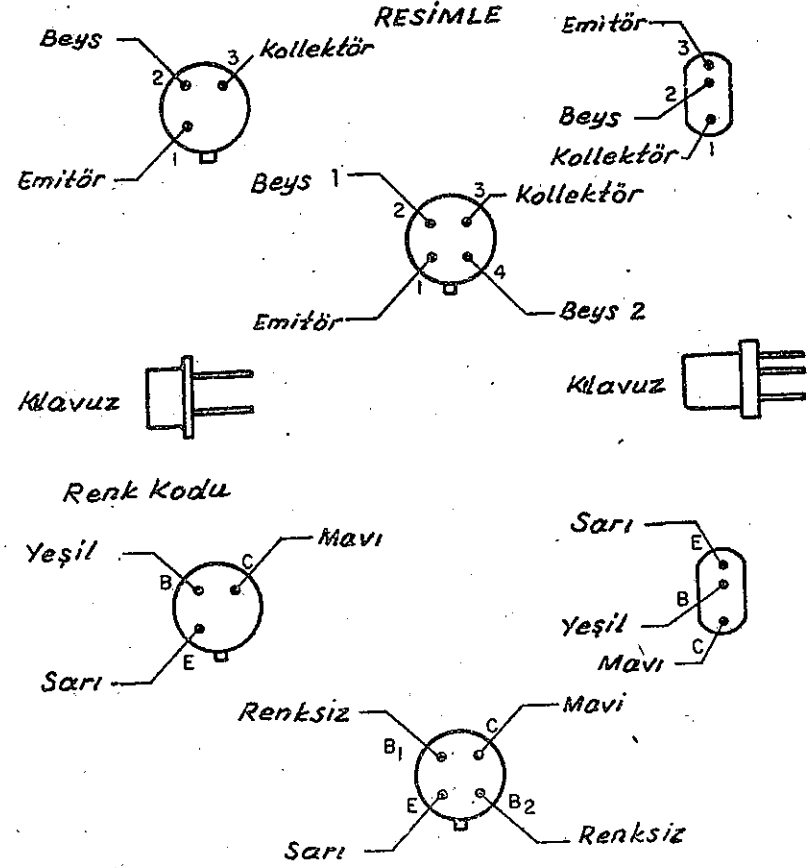 RESİMLE
Beys
2
3
Kollektör
1
Emitör
Emitör
3
2
Beys
Kollektör
1
Beys 1
2
3
Kollektör
1
4
Emitör
Beys 2
Kılavuz
Kılavuz
Renk Kodu
Yeşil
B
C
Mavı
E
Sarı
Sarı
E
B
Yeşil
C
Mavı
Renksiz
B1
C
Mavi
E
B2
Sarı
Renksiz